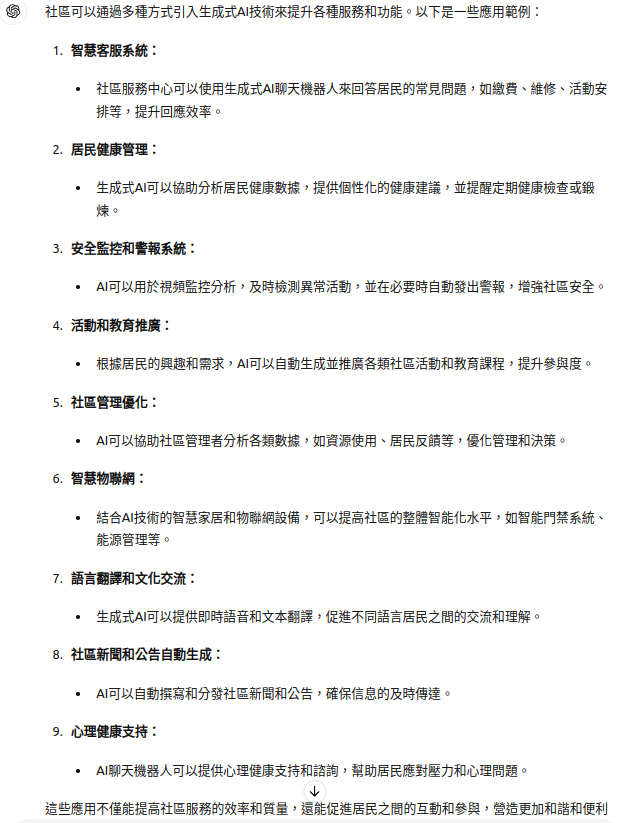 社區可以通過多種方式引入生成式AI技術來提升各種服務和功能。以下是一些應用範例：
1. 智慧客服系統：
• 社區服務中心可以使用生成式AI聊天機器人來回答居民的常見問題，如繳費、維修、活動安
排等，提升回應效率。
2. 居民健康管理：
• 生成式AI可以協助分析居民健康數據，提供個性化的健康建議，並提醒定期健康檢查或鍛
煉。
3. 安全監控和警報系統：
• AI可以用於視頻監控分析，及時檢測異常活動，並在必要時自動發出警報，增強社區安全。
4. 活動和教育推廣：
• 根據居民的興趣和需求，AI可以自動生成並推廣各類社區活動和教育課程，提升參與度。
5. 社區管理優化：
• AI可以協助社區管理者分析各類數據，如資源使用、居民反饋等，優化管理和決策。
6. 智慧物聯網：
• 結合AI技術的智慧家居和物聯網設備，可以提高社區的整體智能化水平，如智能門禁系統、
能源管理等。
7. 語言翻譯和文化交流：
• 生成式AI可以提供即時語音和文本翻譯，促進不同語言居民之間的交流和理解。
8. 社區新聞和公告自動生成：
• AI可以自動撰寫和分發社區新聞和公告，確保信息的及時傳達。
9. 心理健康支持：
• AI聊天機器人可以提供心理健康支持和諮詢，幫助居民應對壓力和心理問題。
這些應用不僅能提高社區服務的效率和質量，還能促進居民之間的互動和參與，營造更加和諧和便利